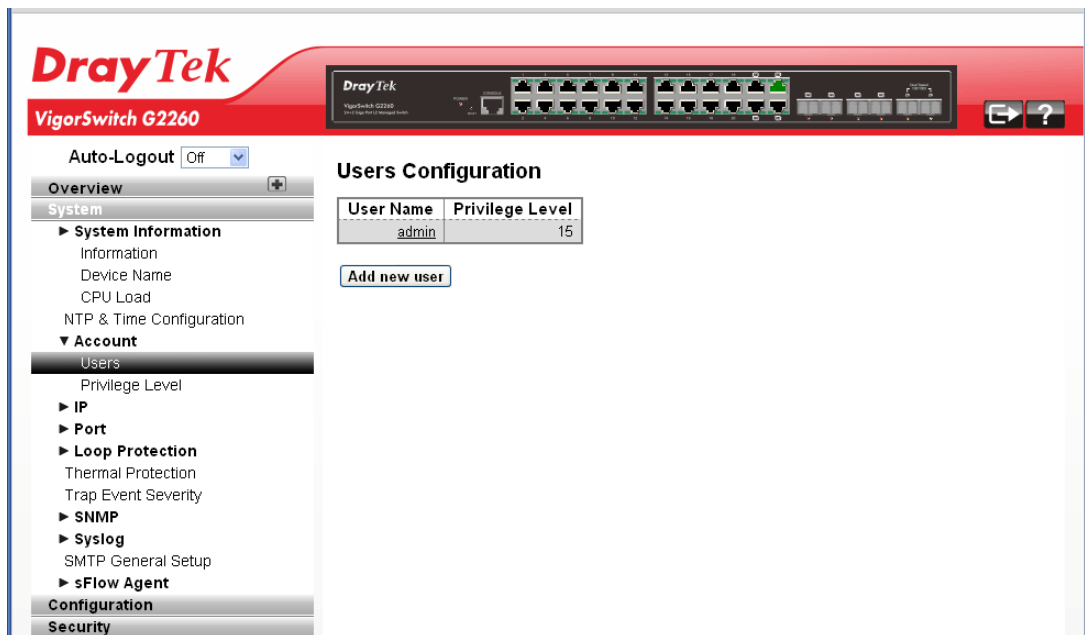 DrayTek
VigorSwitch G2260
DrayTek
VigorSwitch G2260
Auto-Logout Off
Overview
System
► System Information
Information
Device Name
CPU Load
NTP & Time Configuration
▼ Account
Users
Privilege Level
► IP
► Port
► Loop Protection
Thermal Protection
Trap Event Severity
► SNMP
► Syslog
SMTP General Setup
► sFlow Agent
Configuration
Security
Users Configuration
User Name Privilege Level
admin 15
Add new user